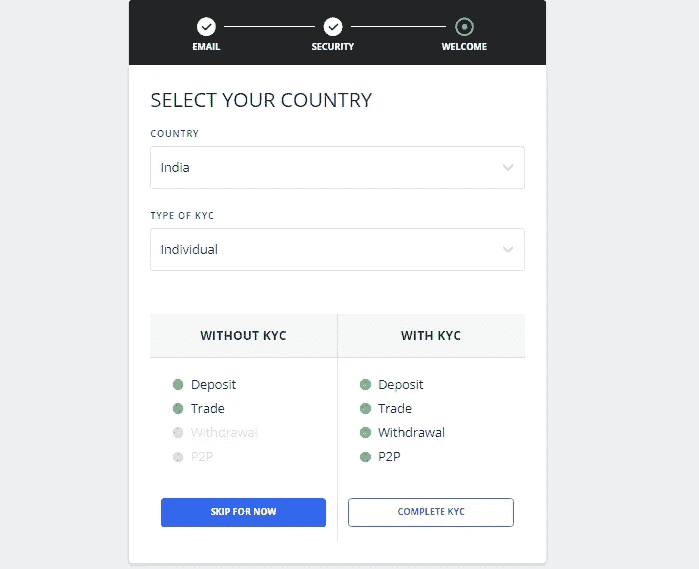 EMAIL SECURITY WELCOME
SELECT YOUR COUNTRY
COUNTRY
India
TYPE OF KYC
Individual
WITHOUT KYC WITH KYC
Deposit Deposit
Trade Trade
Withdrawal Withdrawal
P2P P2P
SKIP FOR NOW COMPLETE KYC